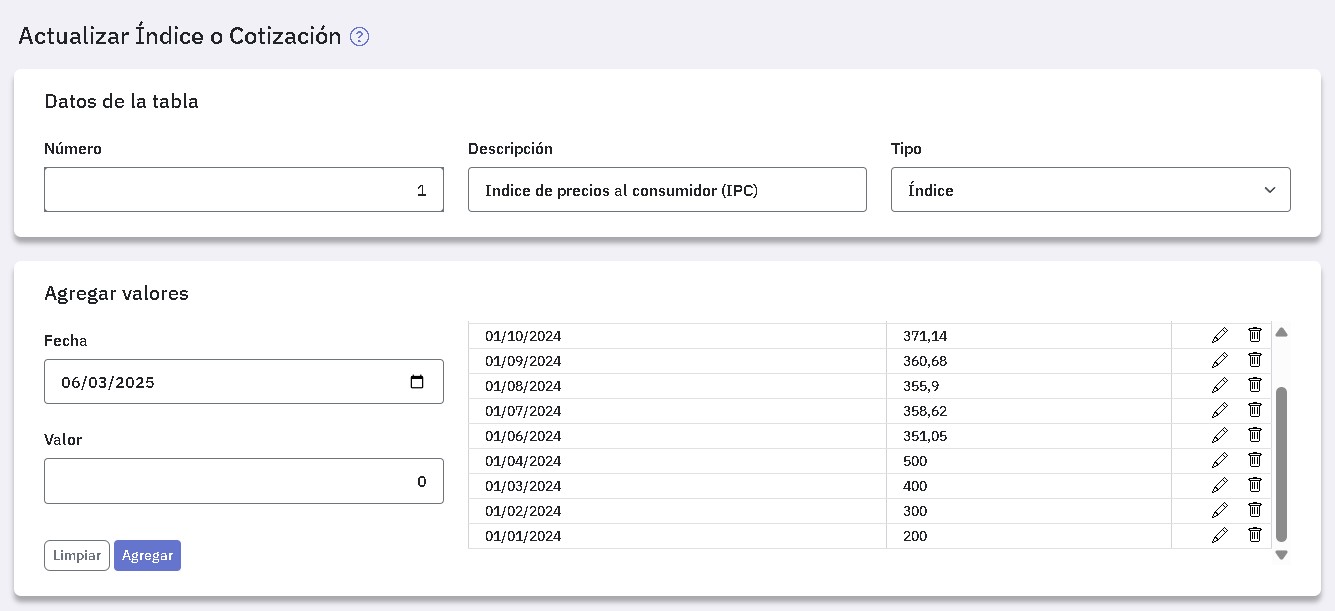 Actualizar Índice o Cotización ?
Datos de la tabla
Número Descripción Tipo
1 Indice de precios al consumidor (IPC) Índice
Agregar valores
Fecha
06/03/2025
Valor
0
Limpiar Agregar
01/10/2024 371,14
01/09/2024 360,68
01/08/2024 355,9
01/07/2024 358,62
01/06/2024 351,05
01/04/2024 500
01/03/2024 400
01/02/2024 300
01/01/2024 200